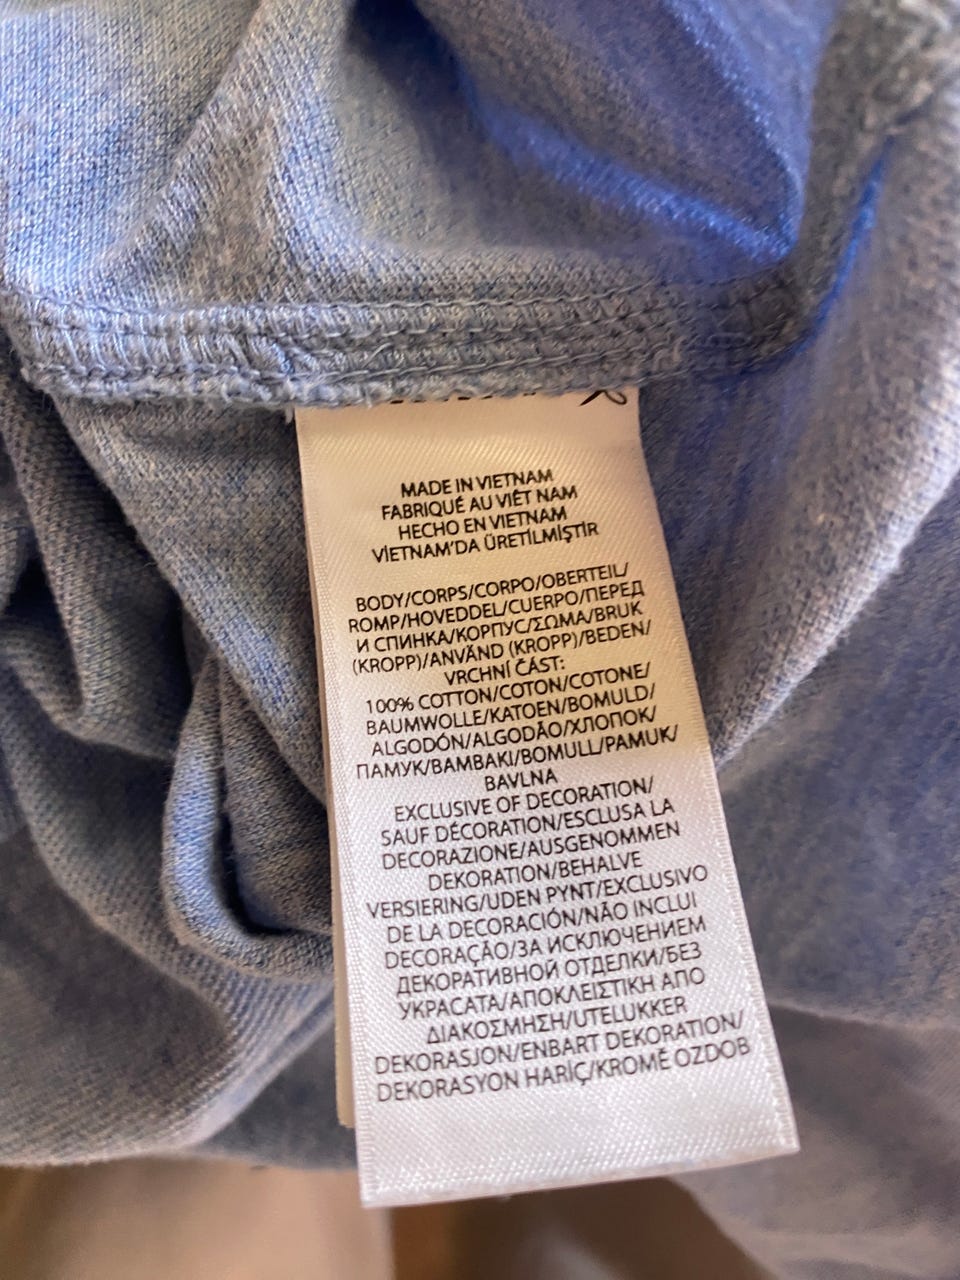 MADE IN VIETNAM
FABRIQUÉ AU VIÊT NAM
HECHO EN VIETNAM
VİETNAM'DA ÜRETİLMİŞTİR
BODY/CORPS/CORPO/OBERTEIL/
ROMP/HOVEDDEL/CUERPO/ПЕРЕД
И СПИНКА/КОРПУС/ΣΩΜΑ/BRUK
(KROPP)/ANVÄND (KROPP)/BEDEN/
VRCHNÍ ČÁST:
100% COTTON/COTON/COTONE/
BAUMWOLLE/KATOEN/BOMULD/
ALGODÓN/ALGODÃO/ХЛОПОК/
ПАМУК/ΒΑΜΒΑΚΙ/BOMULL/PAMUK/
BAVLNA
EXCLUSIVE OF DECORATION/
SAUF DÉCORATION/ESCLUSA LA
DECORAZIONE/AUSGENOMMEN
DEKORATION/BEHALVE
VERSIERING/UDEN PYNT/EXCLUSIVO
DE LA DECORACIÓN/NÃO INCLUI
DECORAÇÃO/ЗА ИСКЛЮЧЕНИЕМ
ДЕКОРАТИВНОЙ ОТДЕЛКИ/БЕЗ
УКРАСАТА/ΑΠΟΚΛΕΙΣΤΙΚΗ ΑΠΟ
ΔΙΑΚΟΣΜΗΣΗ/UTELUKKER
DEKORASJON/ENBART DEKORATION/
DEKORASYON HARİÇ/KROMĚ OZDOB